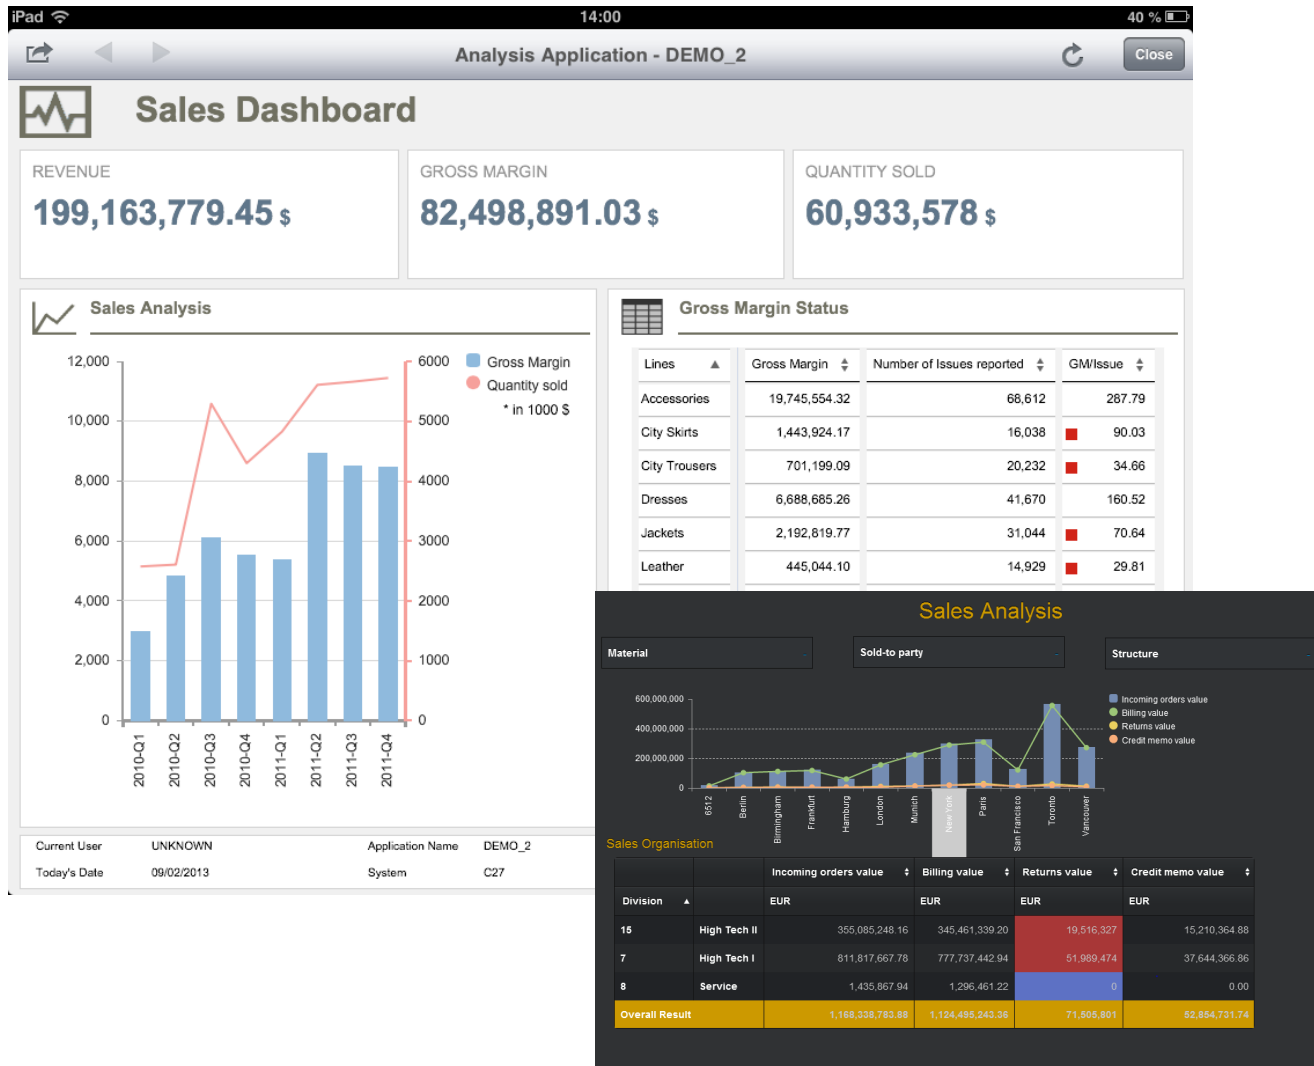 iPad 14:00 40 %
Analysis Application - DEMO_2 Close
Sales Dashboard
REVENUE
199,163,779.45 $
GROSS MARGIN
82,498,891.03 $
QUANTITY SOLD
60,933,578 $
Sales Analysis
12,000
10,000
8,000
6,000
4,000
2,000
0
6000
5000
4000
3000
2000
1000
0
Gross Margin
Quantity sold
* in 1000 $
2010-Q1
2010-Q2
2010-Q3
2010-Q4
2011-Q1
2011-Q2
2011-Q3
2011-Q4
Gross Margin Status
Lines Gross Margin Number of Issues reported GM/Issue
Accessories 19,745,554.32 68,612 287.79
City Skirts 1,443,924.17 16,038 90.03
City Trousers 701,199.09 20,232 34.66
Dresses 6,688,685.26 41,670 160.52
Jackets 2,192,819.77 31,044 70.64
Leather 445,044.10 14,929 29.81
Current User UNKNOWN Application Name DEMO_2
Today's Date 09/02/2013 System C27
Sales Analysis
Material Sold-to party Structure
600,000,000
400,000,000
200,000,000
0
Incoming orders value
Billing value
Returns value
Credit memo value
6512
Berlin
Birmingham
Frankfurt
Hamburg
London
Munich
New York
Paris
San Francisco
Toronto
Vancouver
Sales Organisation
Incoming orders value Billing value Returns value Credit memo value
Division EUR EUR EUR EUR
15 High Tech II 355,085,248.16 345,461,339.20 19,516,327 15,210,364.88
7 High Tech I 811,817,667.78 777,737,442.94 51,989,474 37,644,366.86
8 Service 1,435,867.94 1,296,461.22 0 0.00
Overall Result 1,168,338,783.88 1,124,495,243.36 71,505,801 52,854,731.74